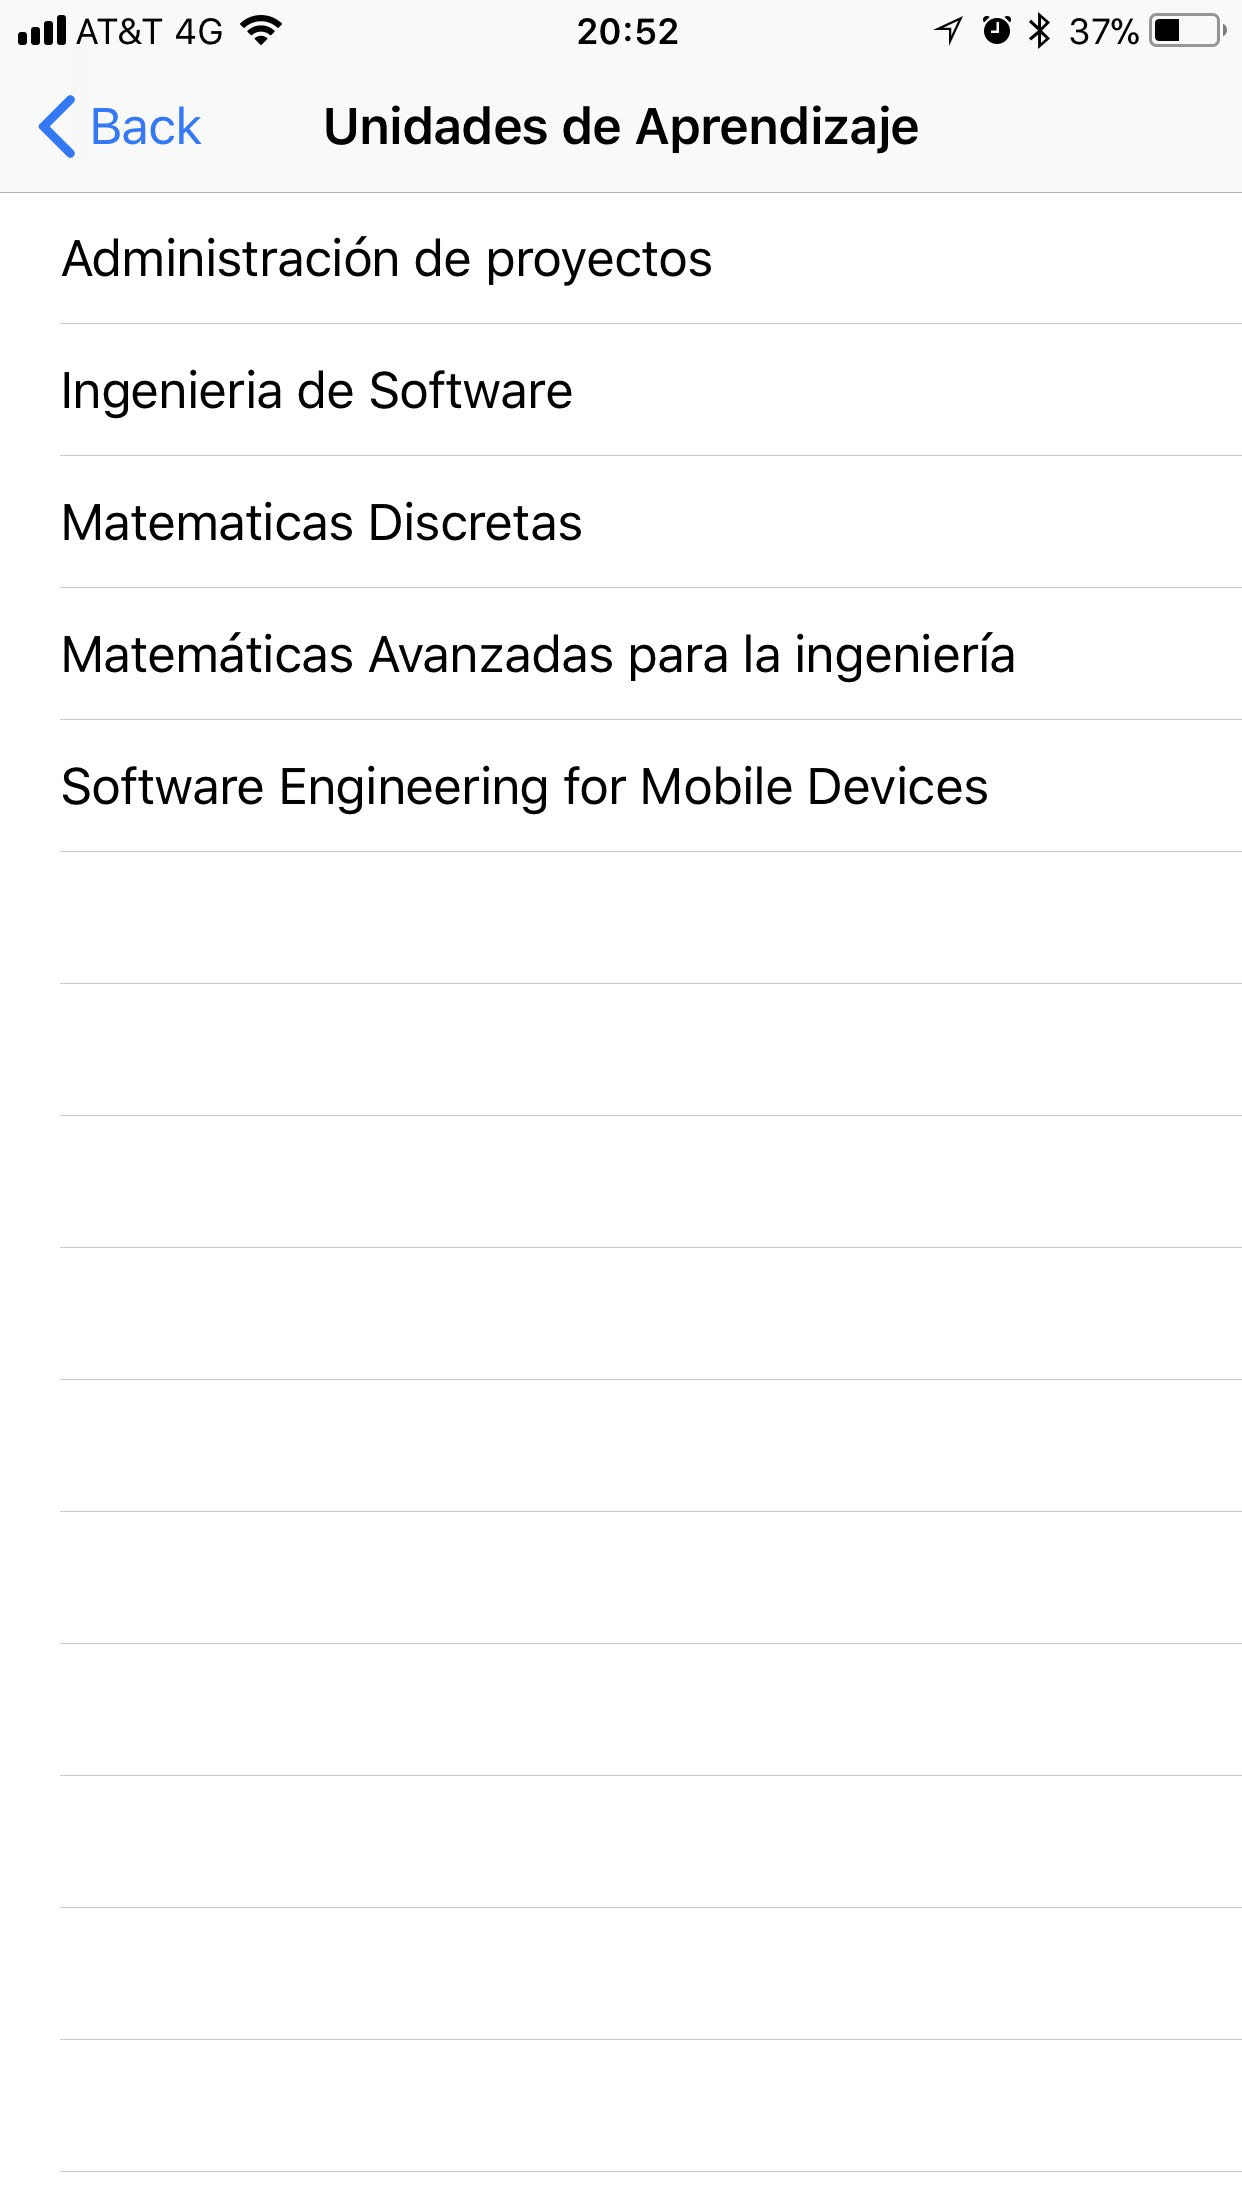 AT&T 4G 20:52 37%
Back Unidades de Aprendizaje
Administración de proyectos
Ingenieria de Software
Matematicas Discretas
Matemáticas Avanzadas para la ingeniería
Software Engineering for Mobile Devices